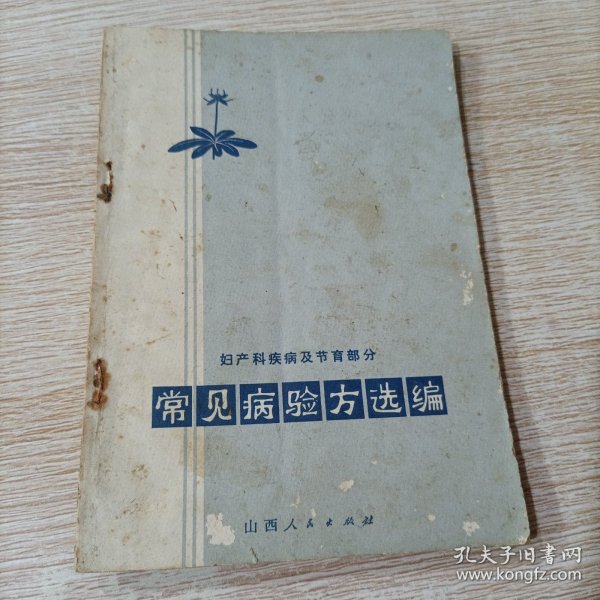 妇产科疾病及节育部分
常见病验方选编
山西人民出版社
孔夫子旧书网
www.kongfz.com